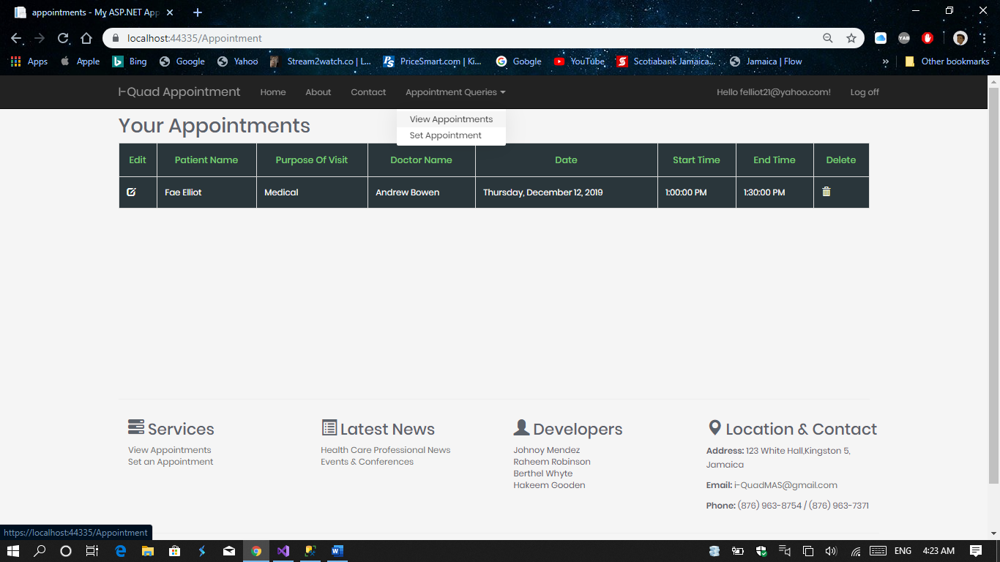 appointments - My ASP.NET App
localhost:44335/Appointment
Apps Apple Bing Google Yahoo Stream2watch.co | L... PriceSmart.com | Ki... Google YouTube Scotiabank Jamaica... Jamaica | Flow » Other bookmarks
YAB
I-Quad Appointment Home About Contact Appointment Queries Hello felliot21@yahoo.com! Log off
View Appointments
Set Appointment
Your Appointments
Edit Patient Name Purpose Of Visit Doctor Name Date Start Time End Time Delete
Fae Elliot Medical Andrew Bowen Thursday, December 12, 2019 1:00:00 PM 1:30:00 PM
Services
View Appointments
Set an Appointment
Latest News
Health Care Professional News
Events & Conferences
Developers
Johnoy Mendez
Raheem Robinson
Berthel Whyte
Hakeem Gooden
Location & Contact
Address: 123 White Hall,Kingston 5,
Jamaica
Email: i-QuadMAS@gmail.com
Phone: (876) 963-8754 / (876) 963-7371
https://localhost:44335/Appointment
ENG 4:23 AM